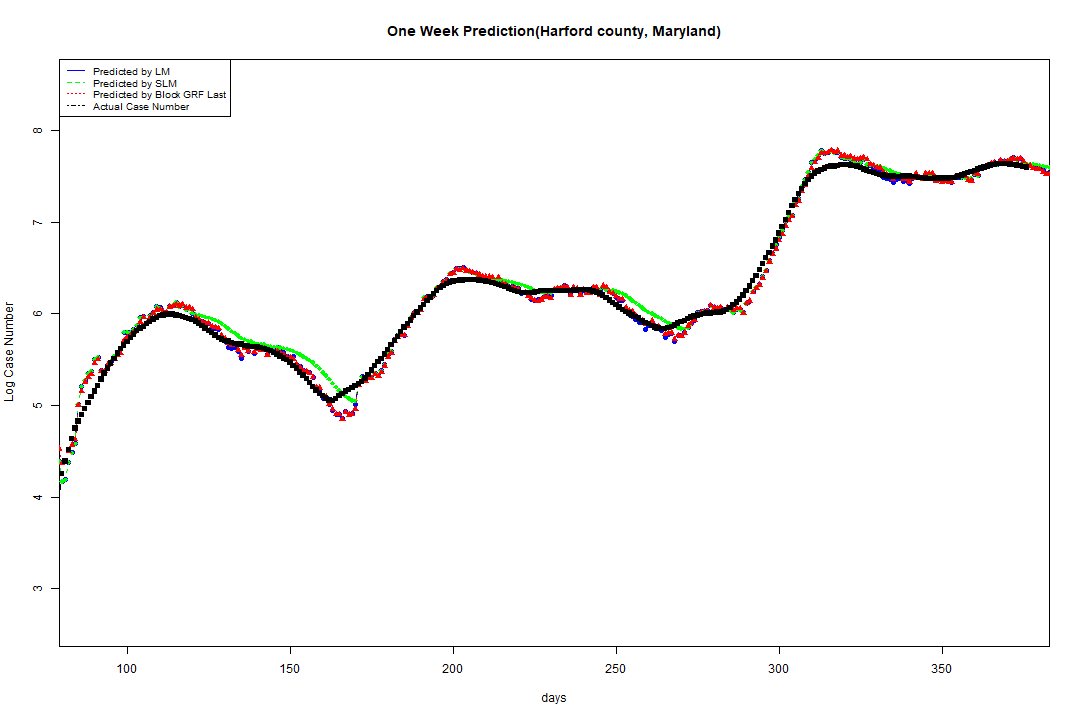 One Week Prediction(Harford county, Maryland)
Predicted by LM
Predicted by SLM
Predicted by Block GRF Last
Actual Case Number
8
7
6
5
4
3
Log Case Number
100 150 200 250 300 350
days